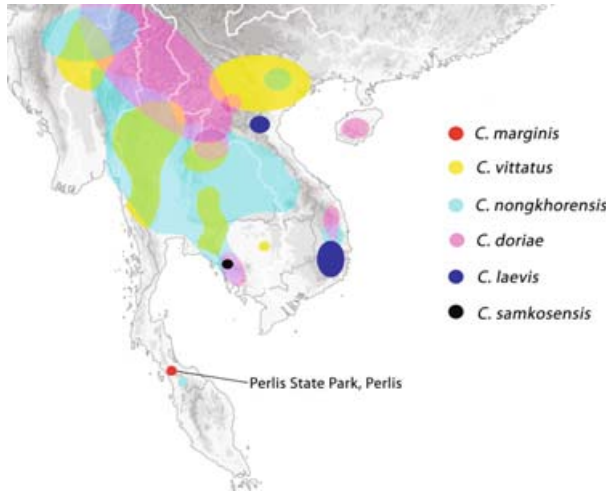 C. marginis
C. vittatus
C. nongkhorensis
C. doriae
C. laevis
C. samkosensis
Perlis State Park, Perlis